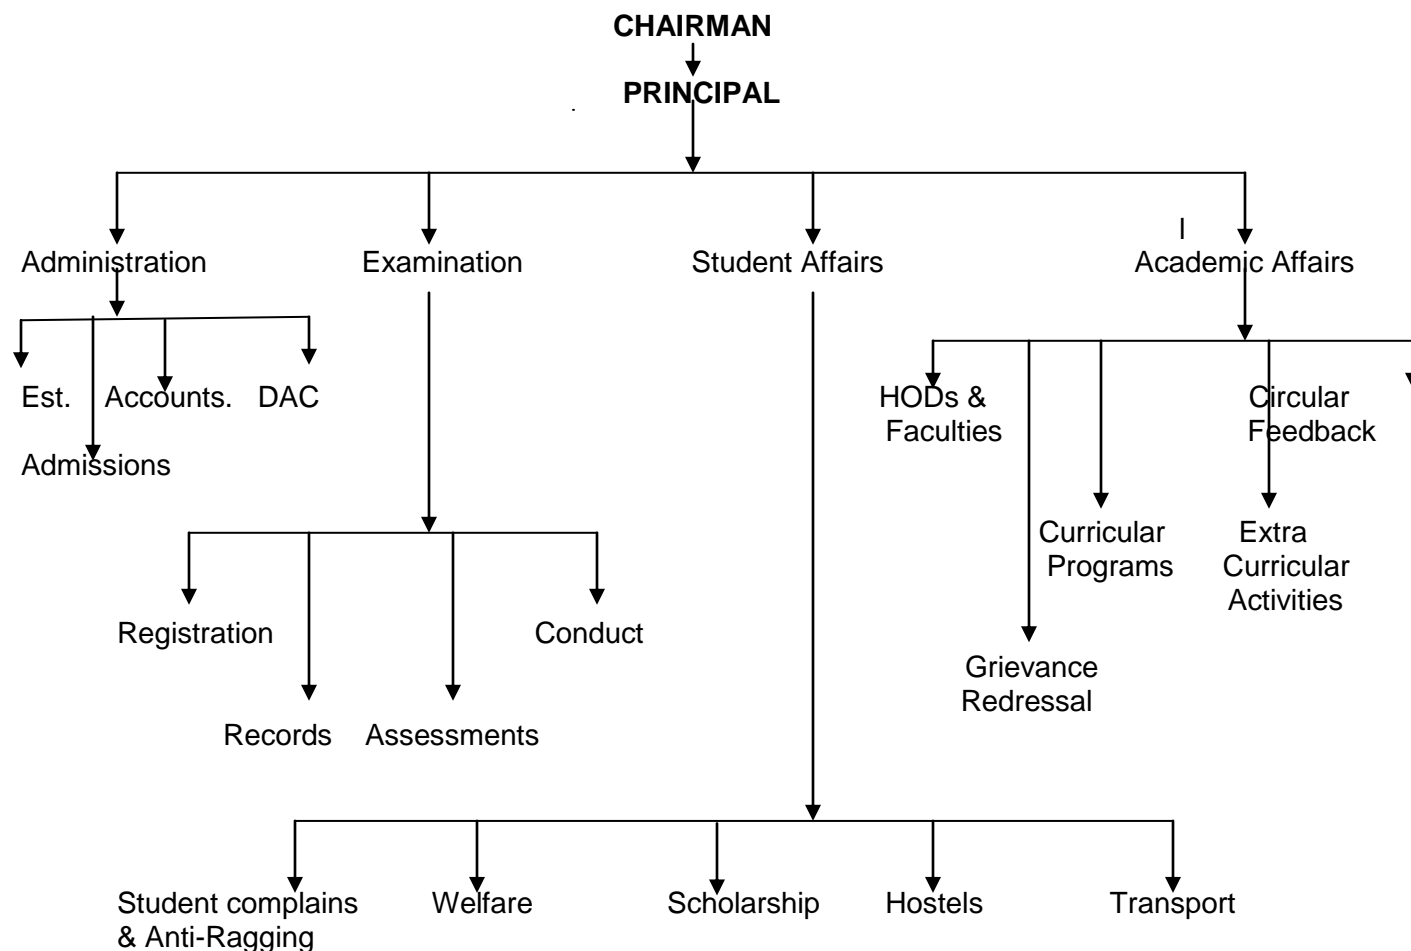 CHAIRMAN
PRINCIPAL
Administration
Examination
Student Affairs
Academic Affairs
Est.
Accounts.
DAC
Admissions
HODs &
Faculties
Circular
Feedback
Curricular
Programs
Extra
Curricular
Activities
Grievance
Redressal
Registration
Conduct
Records
Assessments
Student complains
& Anti-Ragging
Welfare
Scholarship
Hostels
Transport